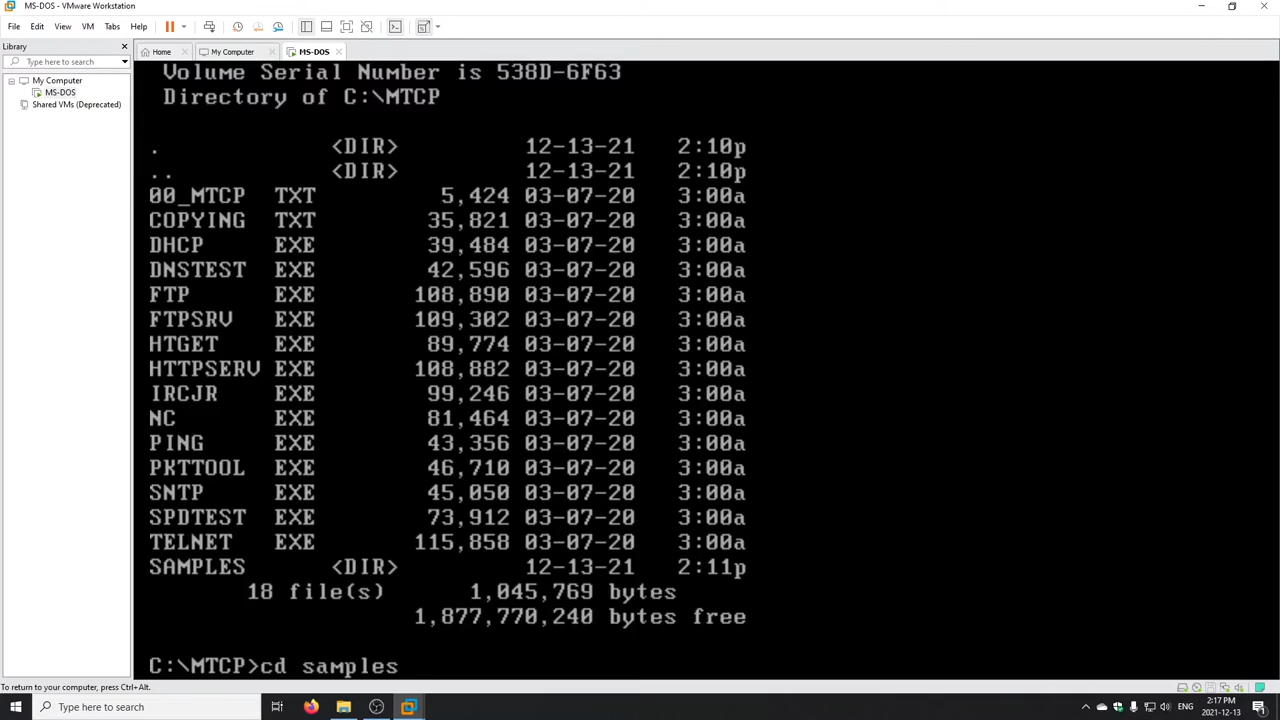 MS-DOS - VMware Workstation
File Edit View VM Tabs Help
Library
Type here to search
My Computer
MS-DOS
Shared VMs (Deprecated)
Home My Computer MS-DOS
Volume Serial Number is 538D-6F63
Directory of C:\MTCP
. <DIR> 12-13-21 2:10p
.. <DIR> 12-13-21 2:10p
00_MTCP TXT 5,424 03-07-20 3:00a
COPYING TXT 35,821 03-07-20 3:00a
DHCP EXE 39,484 03-07-20 3:00a
DNSTEST EXE 42,596 03-07-20 3:00a
FTP EXE 108,890 03-07-20 3:00a
FTPSRV EXE 109,302 03-07-20 3:00a
HTGET EXE 89,774 03-07-20 3:00a
HTTPSERV EXE 108,882 03-07-20 3:00a
IRCJR EXE 99,246 03-07-20 3:00a
NC EXE 81,464 03-07-20 3:00a
PING EXE 43,356 03-07-20 3:00a
PKTTOOL EXE 46,710 03-07-20 3:00a
SNTP EXE 45,050 03-07-20 3:00a
SPDTEST EXE 73,912 03-07-20 3:00a
TELNET EXE 115,858 03-07-20 3:00a
SAMPLES <DIR> 12-13-21 2:11p
18 file(s) 1,045,769 bytes
1,877,770,240 bytes free
C:\MTCP>cd samples
To return to your computer, press Ctrl+Alt.
Type here to search
ENG
2:17 PM
2021-12-13
1